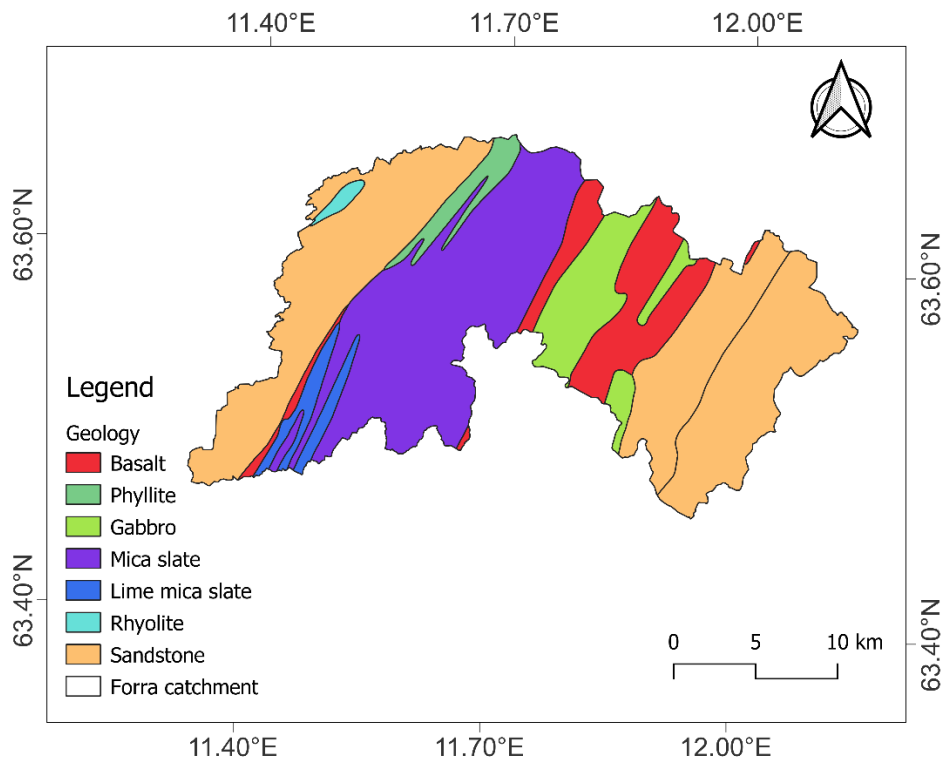 11.40°E 11.70°E 12.00°E
63.60°N
63.60°N
Legend
Geology
Basalt
Phyllite
Gabbro
Mica slate
Lime mica slate
Rhyolite
Sandstone
Forra catchment
63.40°N
63.40°N
0 5 10 km
11.40°E 11.70°E 12.00°E